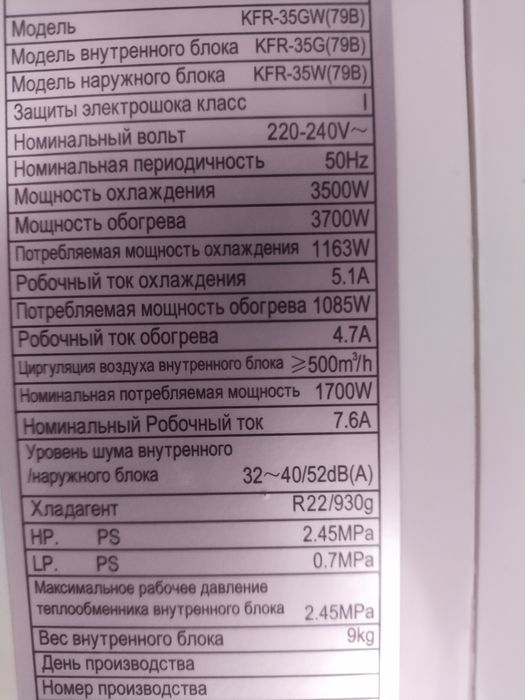 Модель KFR-35GW(79B)
Модель внутренного блока KFR-35G(79B)
Модель наружного блока KFR-35W(79B)
Защиты электрошока класс I
Номинальный вольт 220-240V～
Номинальная периодичность 50Hz
Мощность охлаждения 3500W
Мощность обогрева 3700W
Потребляемая мощность охлаждения 1163W
Робочный ток охлаждения 5.1A
Потребляемая мощность обогрева 1085W
Робочный ток обогрева 4.7A
Циргуляция воздуха внутренного блока ≥500m³/h
Номинальная потребляемая мощность 1700W
Номинальный Робочный ток 7.6A
Уровень шума внутренного
/наружного блока 32～40/52dB(A)
Хладагент R22/930g
HP. PS 2.45MPa
LP. PS 0.7MPa
Максимальное рабочее давление
теплообменника внутренного блока 2.45MPa
Вес внутренного блока 9kg
День производства
Номер производства